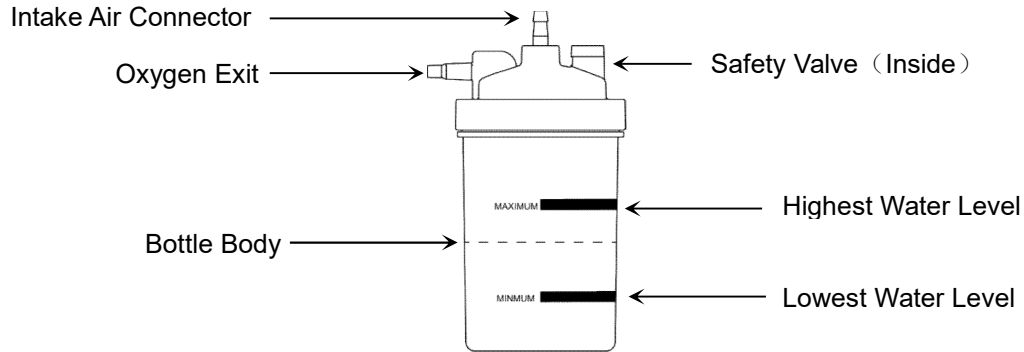 Intake Air Connector
Oxygen Exit
Safety Valve（Inside）
MAXIMUM
Highest Water Level
Bottle Body
MINMUM
Lowest Water Level